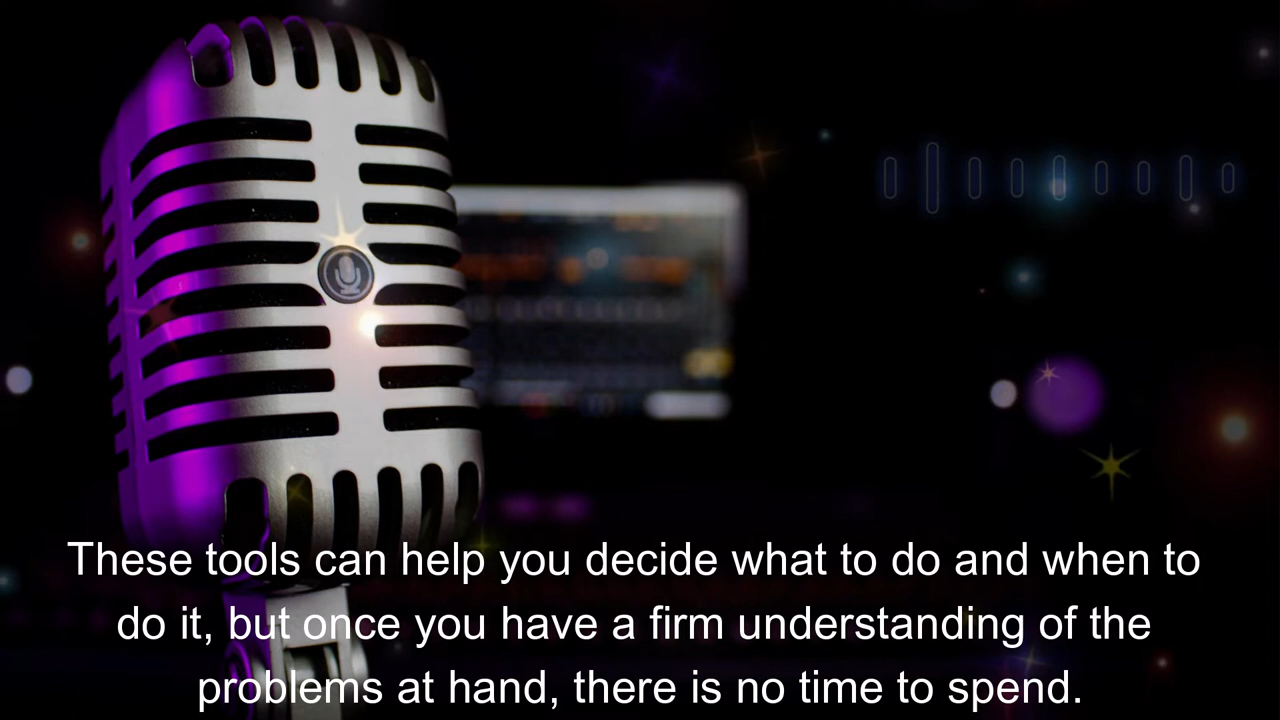 These tools can help you decide what to do and when to
do it, but once you have a firm understanding of the
problems at hand, there is no time to spend.